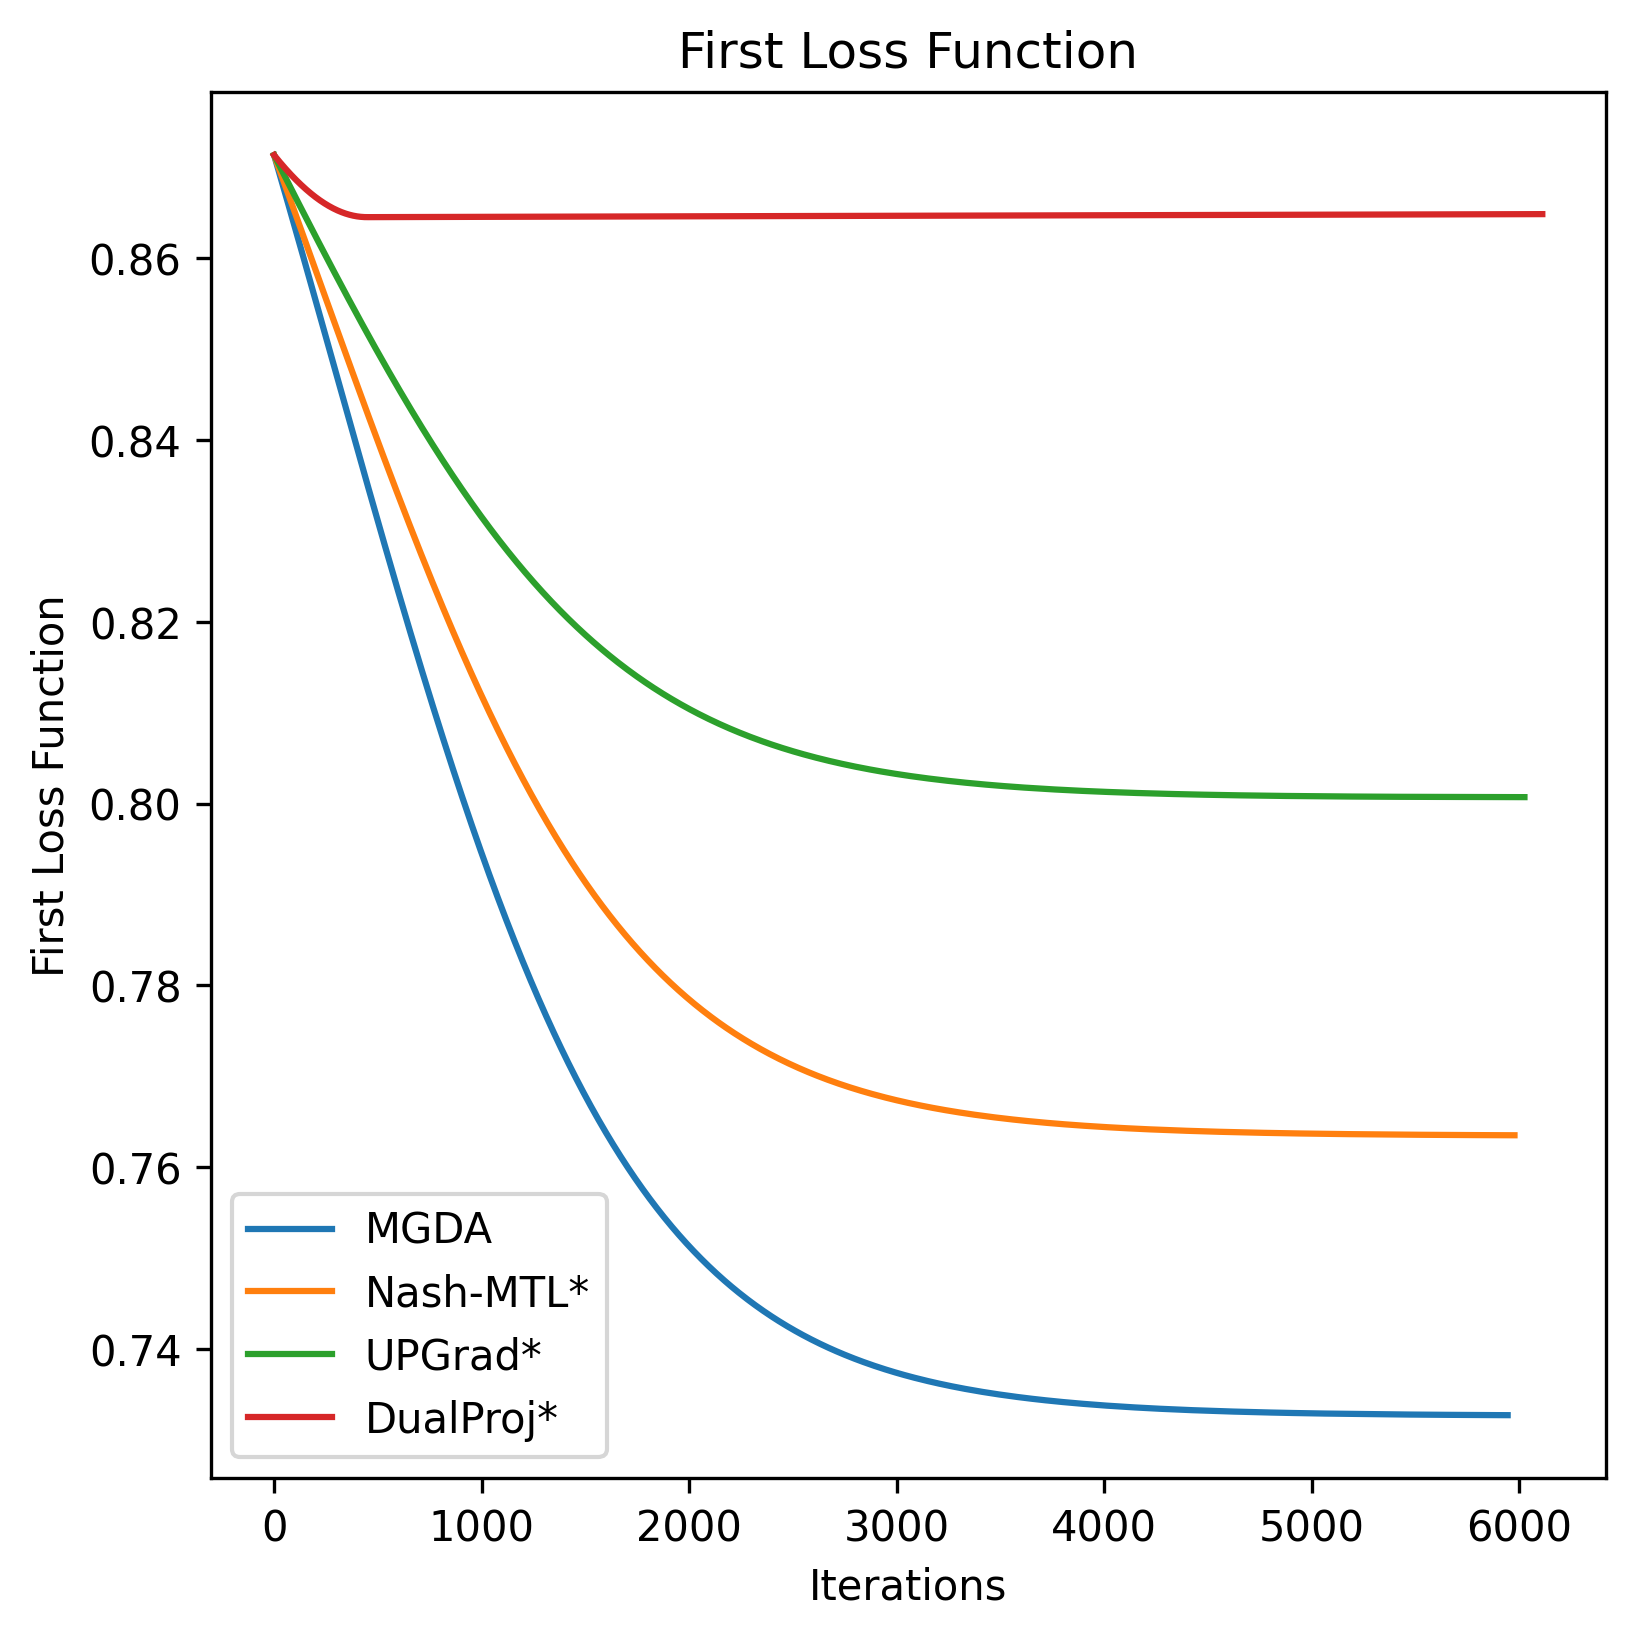 First Loss Function
First Loss Function
0.86
0.84
0.82
0.80
0.78
0.76
0.74
MGDA
Nash-MTL*
UPGrad*
DualProj*
0 1000 2000 3000 4000 5000 6000
Iterations